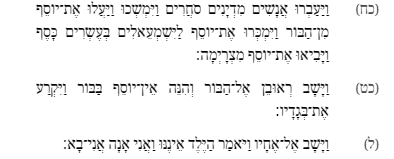 (כח) וַיַּעַבְרוּ אֲנָשִׁים מִדְיָנִים סֹחֲרִים וַיִּמְשְׁכוּ וַיַּעֲלוּ אֶת־יוֹסֵף
מִן־הַבּוֹר וַיִּמְכְּרוּ אֶת־יוֹסֵף לַיִּשְׁמְעֵאלִים בְּעֶשְׂרִים כָּסֶף
וַיָּבִיאוּ אֶת־יוֹסֵף מִצְרָיְמָה:
(כט) וַיָּשָׁב רְאוּבֵן אֶל־הַבּוֹר וְהִנֵּה אֵין־יוֹסֵף בַּבּוֹר וַיִּקְרַע
אֶת־בְּגָדָיו:
(ל) וַיָּשָׁב אֶל־אֶחָיו וַיֹּאמַר הַיֶּלֶד אֵינֶנּוּ וַאֲנִי אָנָה אֲנִי־בָא: